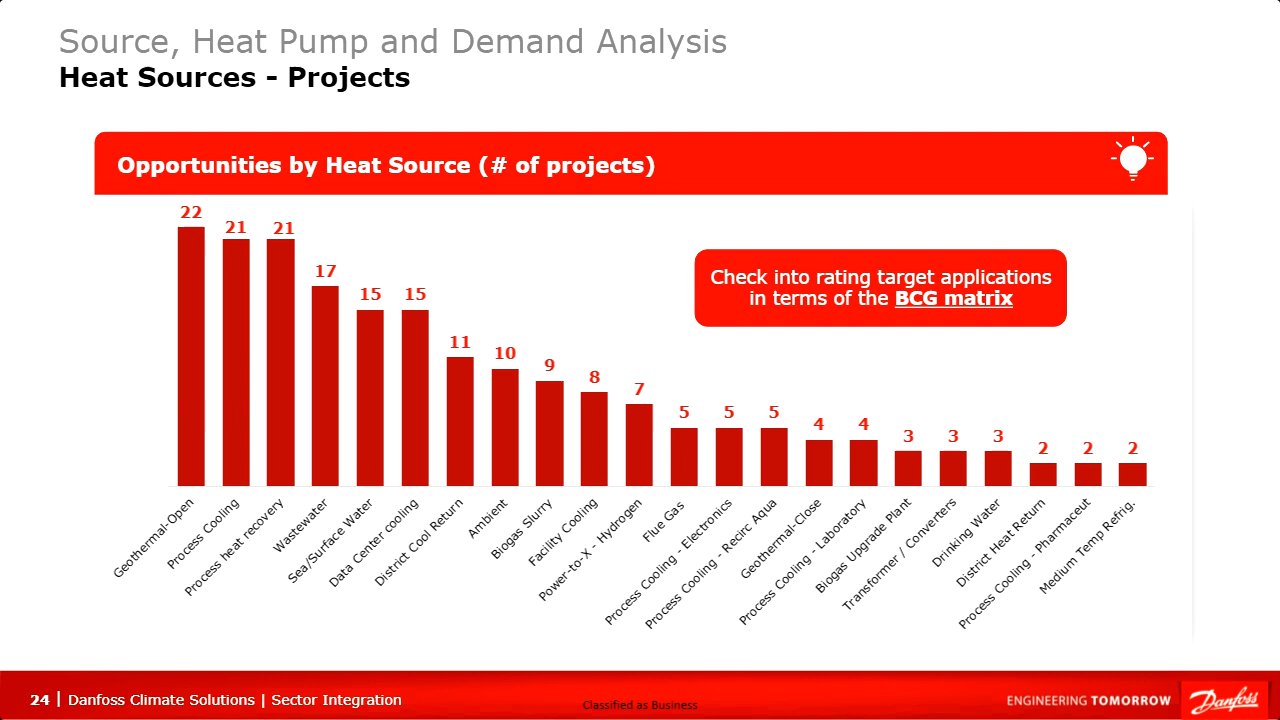 Source, Heat Pump and Demand Analysis
Heat Sources - Projects
Opportunities by Heat Source (# of projects)
22
21
21
17
15
15
11
10
9
8
7
5
5
5
4
4
3
3
3
2
2
2
Check into rating target applications
in terms of the BCG matrix
Geothermal-Open
Process Cooling
Process heat recovery
Wastewater
Sea/Surface Water
Data Center cooling
District Cool Return
Ambient
Biogas Slurry
Facility Cooling
Power-to-X - Hydrogen
Flue Gas
Process Cooling - Electronics
Process Cooling - Recirc Aqua
Geothermal-Close
Process Cooling - Laboratory
Biogas Upgrade Plant
Transformer / Converters
Drinking Water
District Heat Return
Process Cooling - Pharmaceut
Medium Temp Refrig.
24 | Danfoss Climate Solutions | Sector Integration
Classified as Business
ENGINEERING TOMORROW
Danfoss